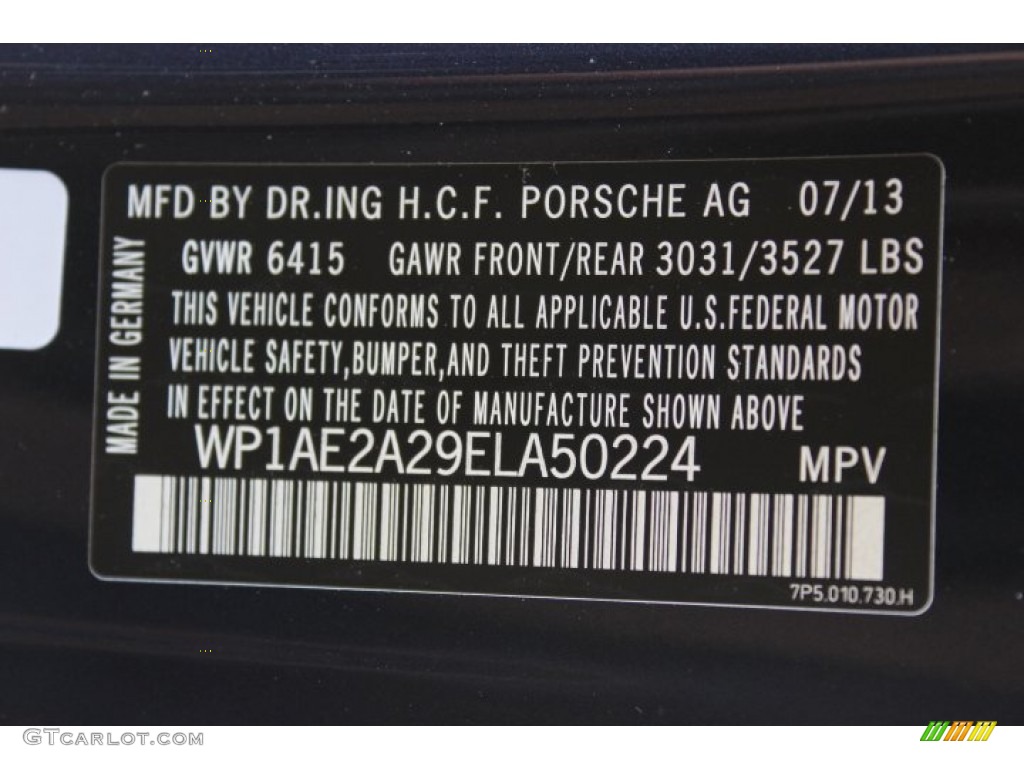 MFD BY DR.ING H.C.F. PORSCHE AG 07/13
GVWR 6415 GAWR FRONT/REAR 3031/3527 LBS
THIS VEHICLE CONFORMS TO ALL APPLICABLE U.S.FEDERAL MOTOR
VEHICLE SAFETY,BUMPER,AND THEFT PREVENTION STANDARDS
IN EFFECT ON THE DATE OF MANUFACTURE SHOWN ABOVE
WP1AE2A29ELA50224 MPV
7P5.010.730.H
MADE IN GERMANY
GTCARLOT.COM